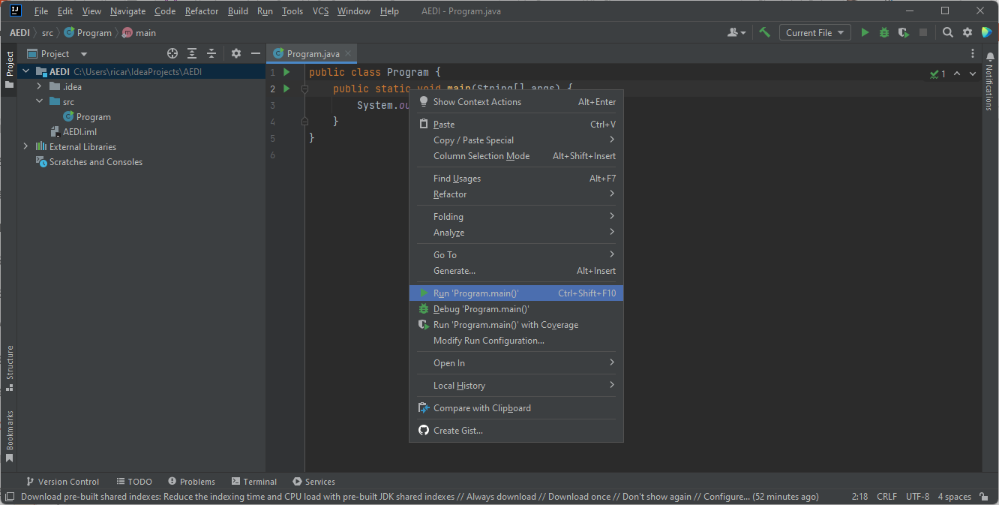 File Edit View Navigate Code Refactor Build Run Tools VCS Window Help AEDI - Program.java
AEDI src Program main Current File
Project
Program.java
Project
AEDI C:\Users\ricar\IdeaProjects\AEDI
.idea
src
Program
AEDI.iml
External Libraries
Scratches and Consoles
1 public class Program {
2 public static void main(String[] args) {
3 System.ou
4 }
5 }
6
1
Notifications
Show Context Actions Alt+Enter
Paste Ctrl+V
Copy / Paste Special
Column Selection Mode Alt+Shift+Insert
Find Usages Alt+F7
Refactor
Folding
Analyze
Go To
Generate... Alt+Insert
Run 'Program.main()' Ctrl+Shift+F10
Debug 'Program.main()'
Run 'Program.main()' with Coverage
Modify Run Configuration...
Open In
Local History
Compare with Clipboard
Create Gist...
Structure
Bookmarks
Version Control TODO Problems Terminal Services
Download pre-built shared indexes: Reduce the indexing time and CPU load with pre-built JDK shared indexes // Always download // Download once // Don't show again // Configure... (52 minutes ago) 2:18 CRLF UTF-8 4 spaces